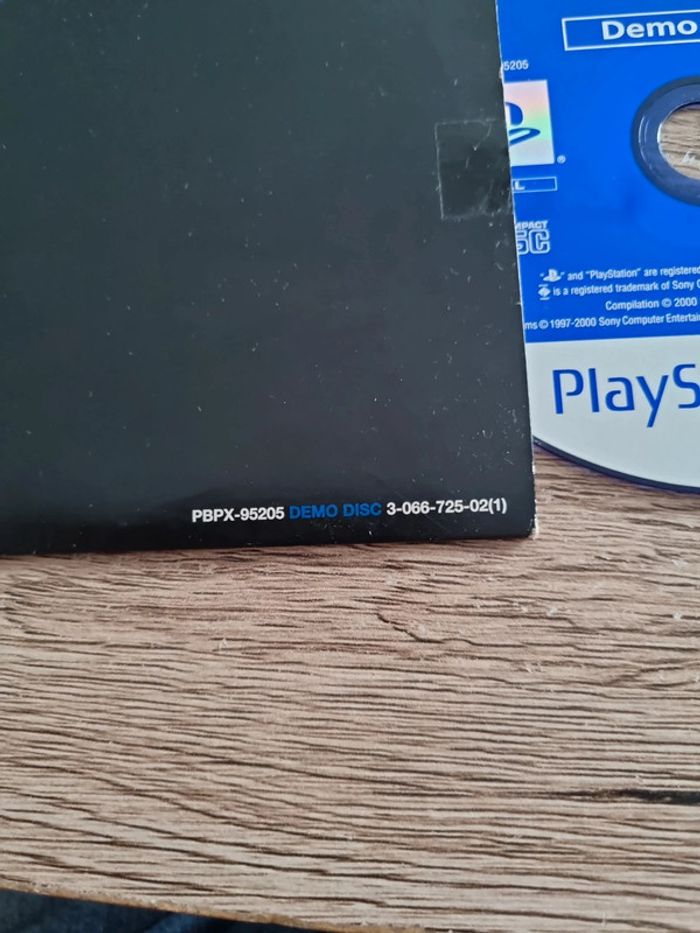 Demo
5205
L
"PlayStation" are registered
is a registered trademark of Sony
Compilation © 2000
ms © 1997-2000 Sony Computer
PlayS
PBPX-95205 DEMO DISC 3-066-725-02(1)